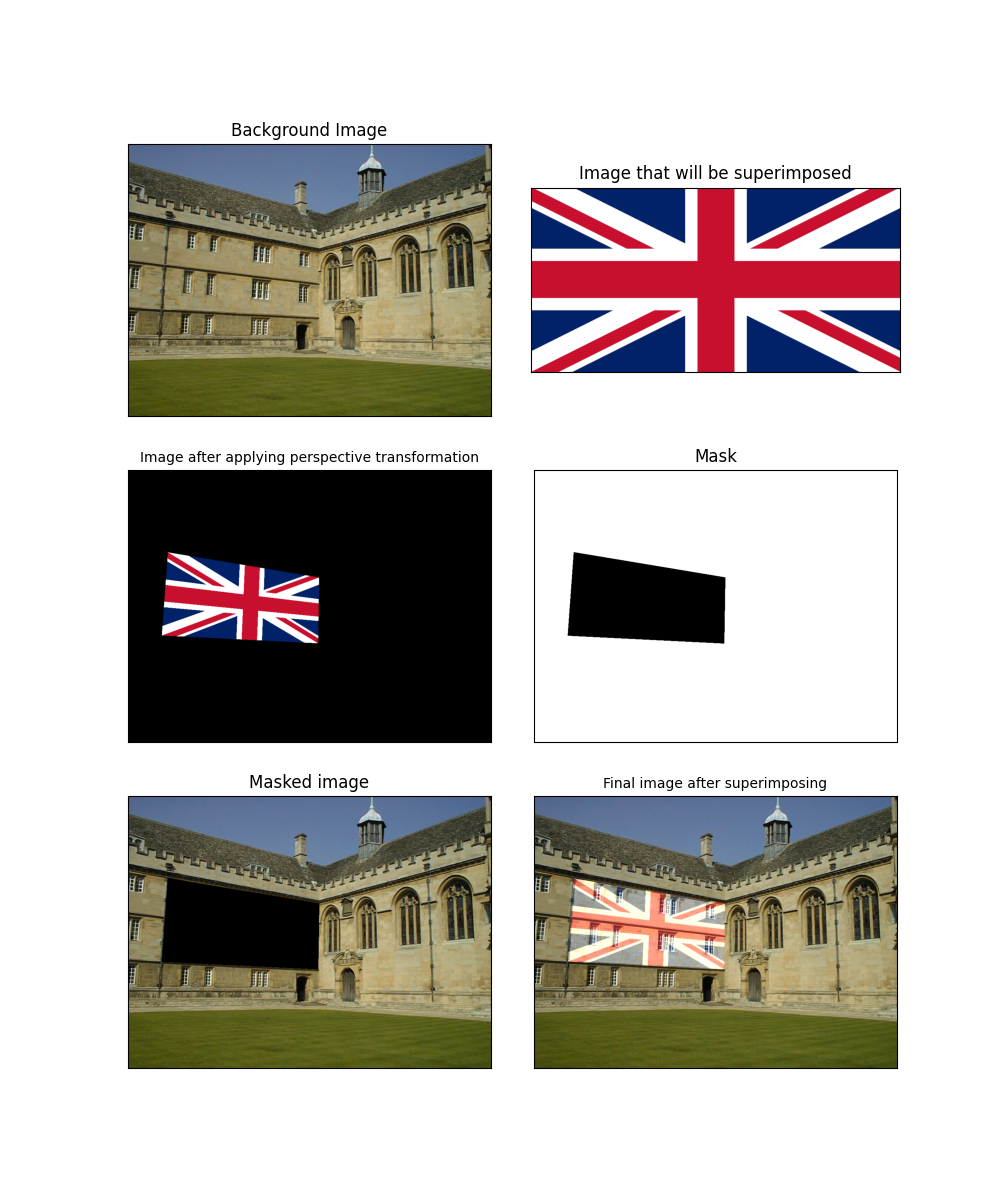 Background Image
Image that will be superimposed
Image after applying perspective transformation
Mask
Masked image
Final image after superimposing